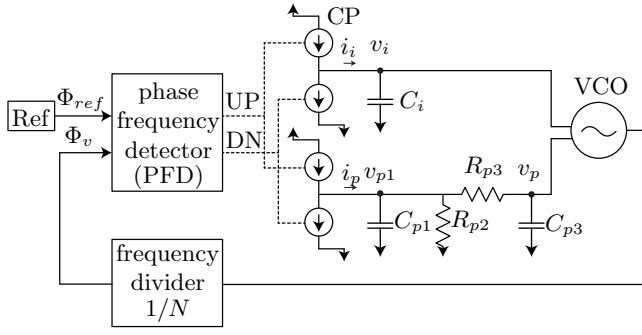 CP
i_i
v_i
VCO
C_i
Ref
Φ_ref
Φ_v
phase
frequency
detector
(PFD)
UP
DN
i_p
v_p1
R_p3
v_p
C_p1
R_p2
C_p3
frequency
divider
1/N